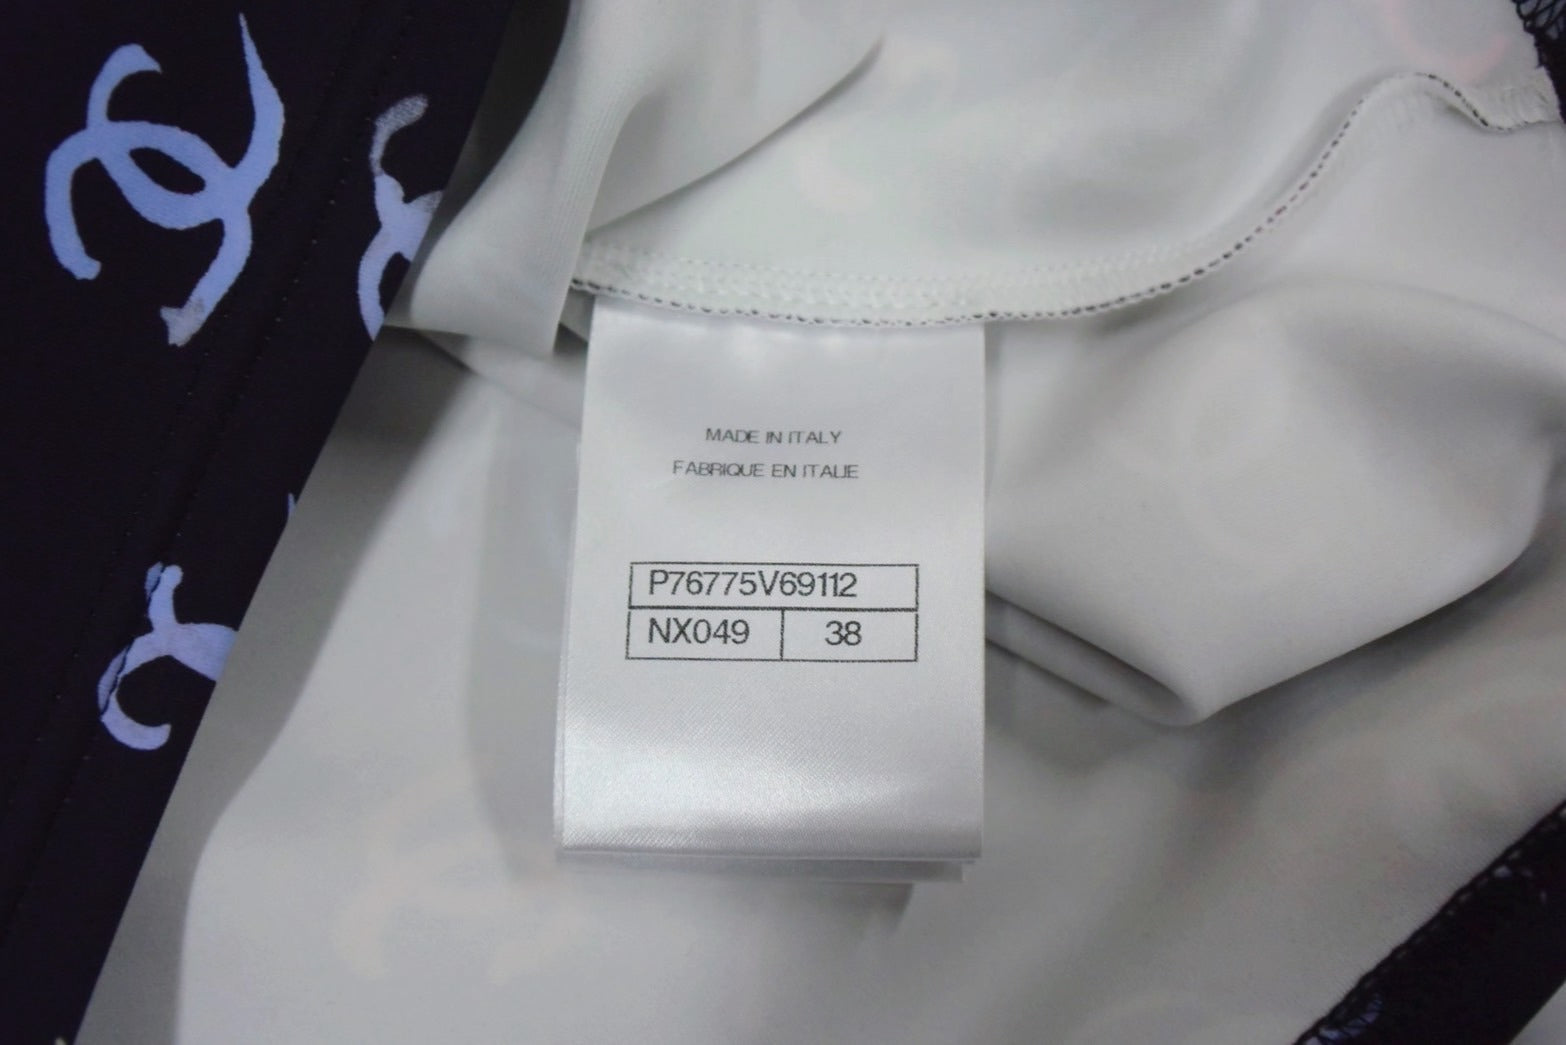 MADE IN ITALY
FABRIQUE EN ITALIE
P76775V69112
NX049 38